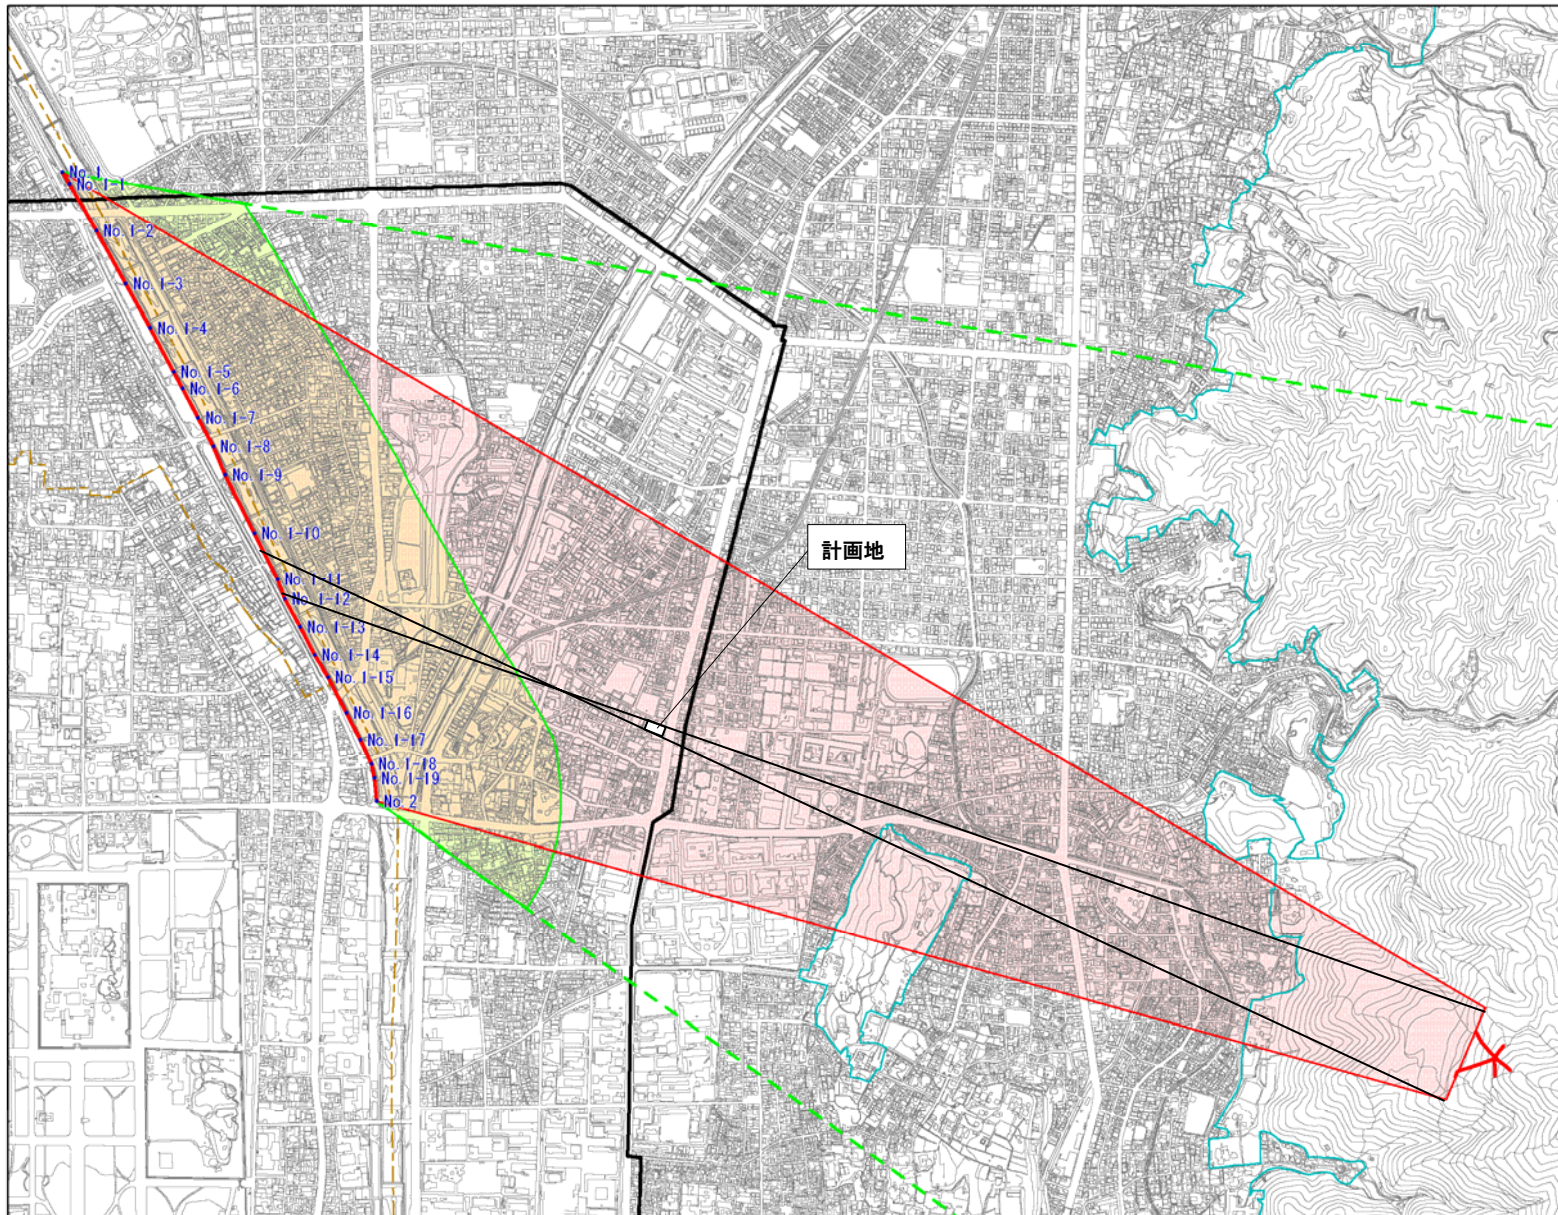 No. 1
No. 1-1
No. 1-2
No. 1-3
No. 1-4
No. 1-5
No. 1-6
No. 1-7
No. 1-8
No. 1-9
No. 1-10
計画地
No. 1-11
No. 1-12
No. 1-13
No. 1-14
No. 1-15
No. 1-16
No. 1-17
No. 1-18
No. 1-19
No. 2